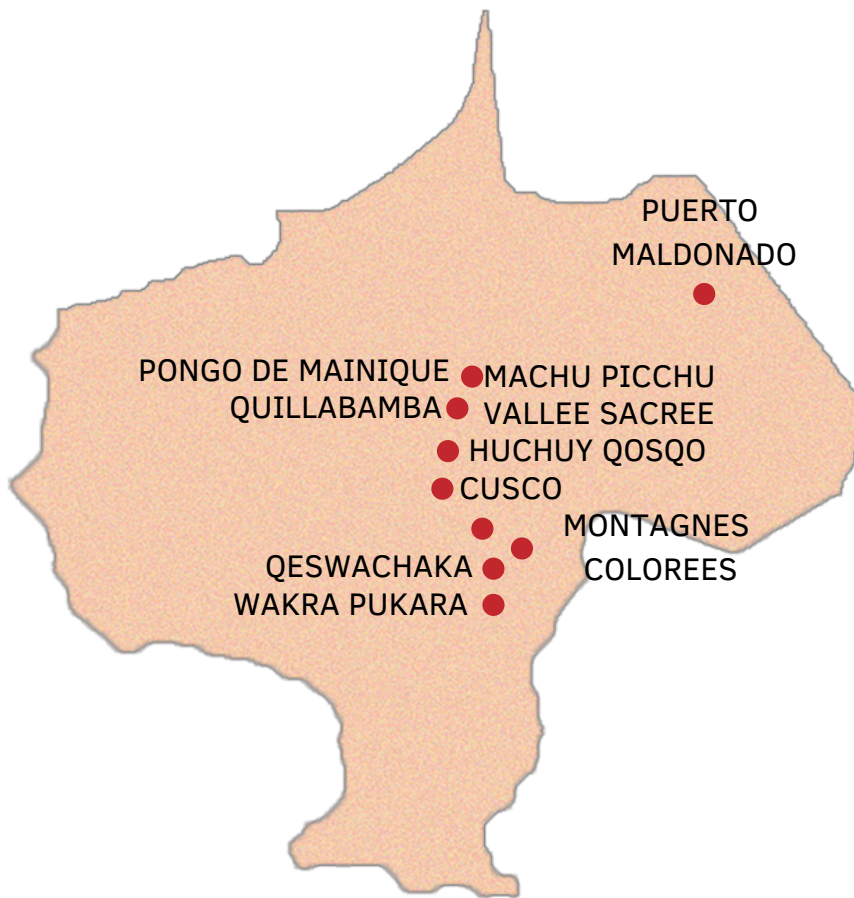 PUERTO
MALDONADO
PONGO DE MAINIQUE
MACHU PICCHU
QUILLABAMBA
VALLEE SACREE
HUCHUY QOSQO
CUSCO
MONTAGNES
COLOREES
QESWACHAKA
WAKRA PUKARA